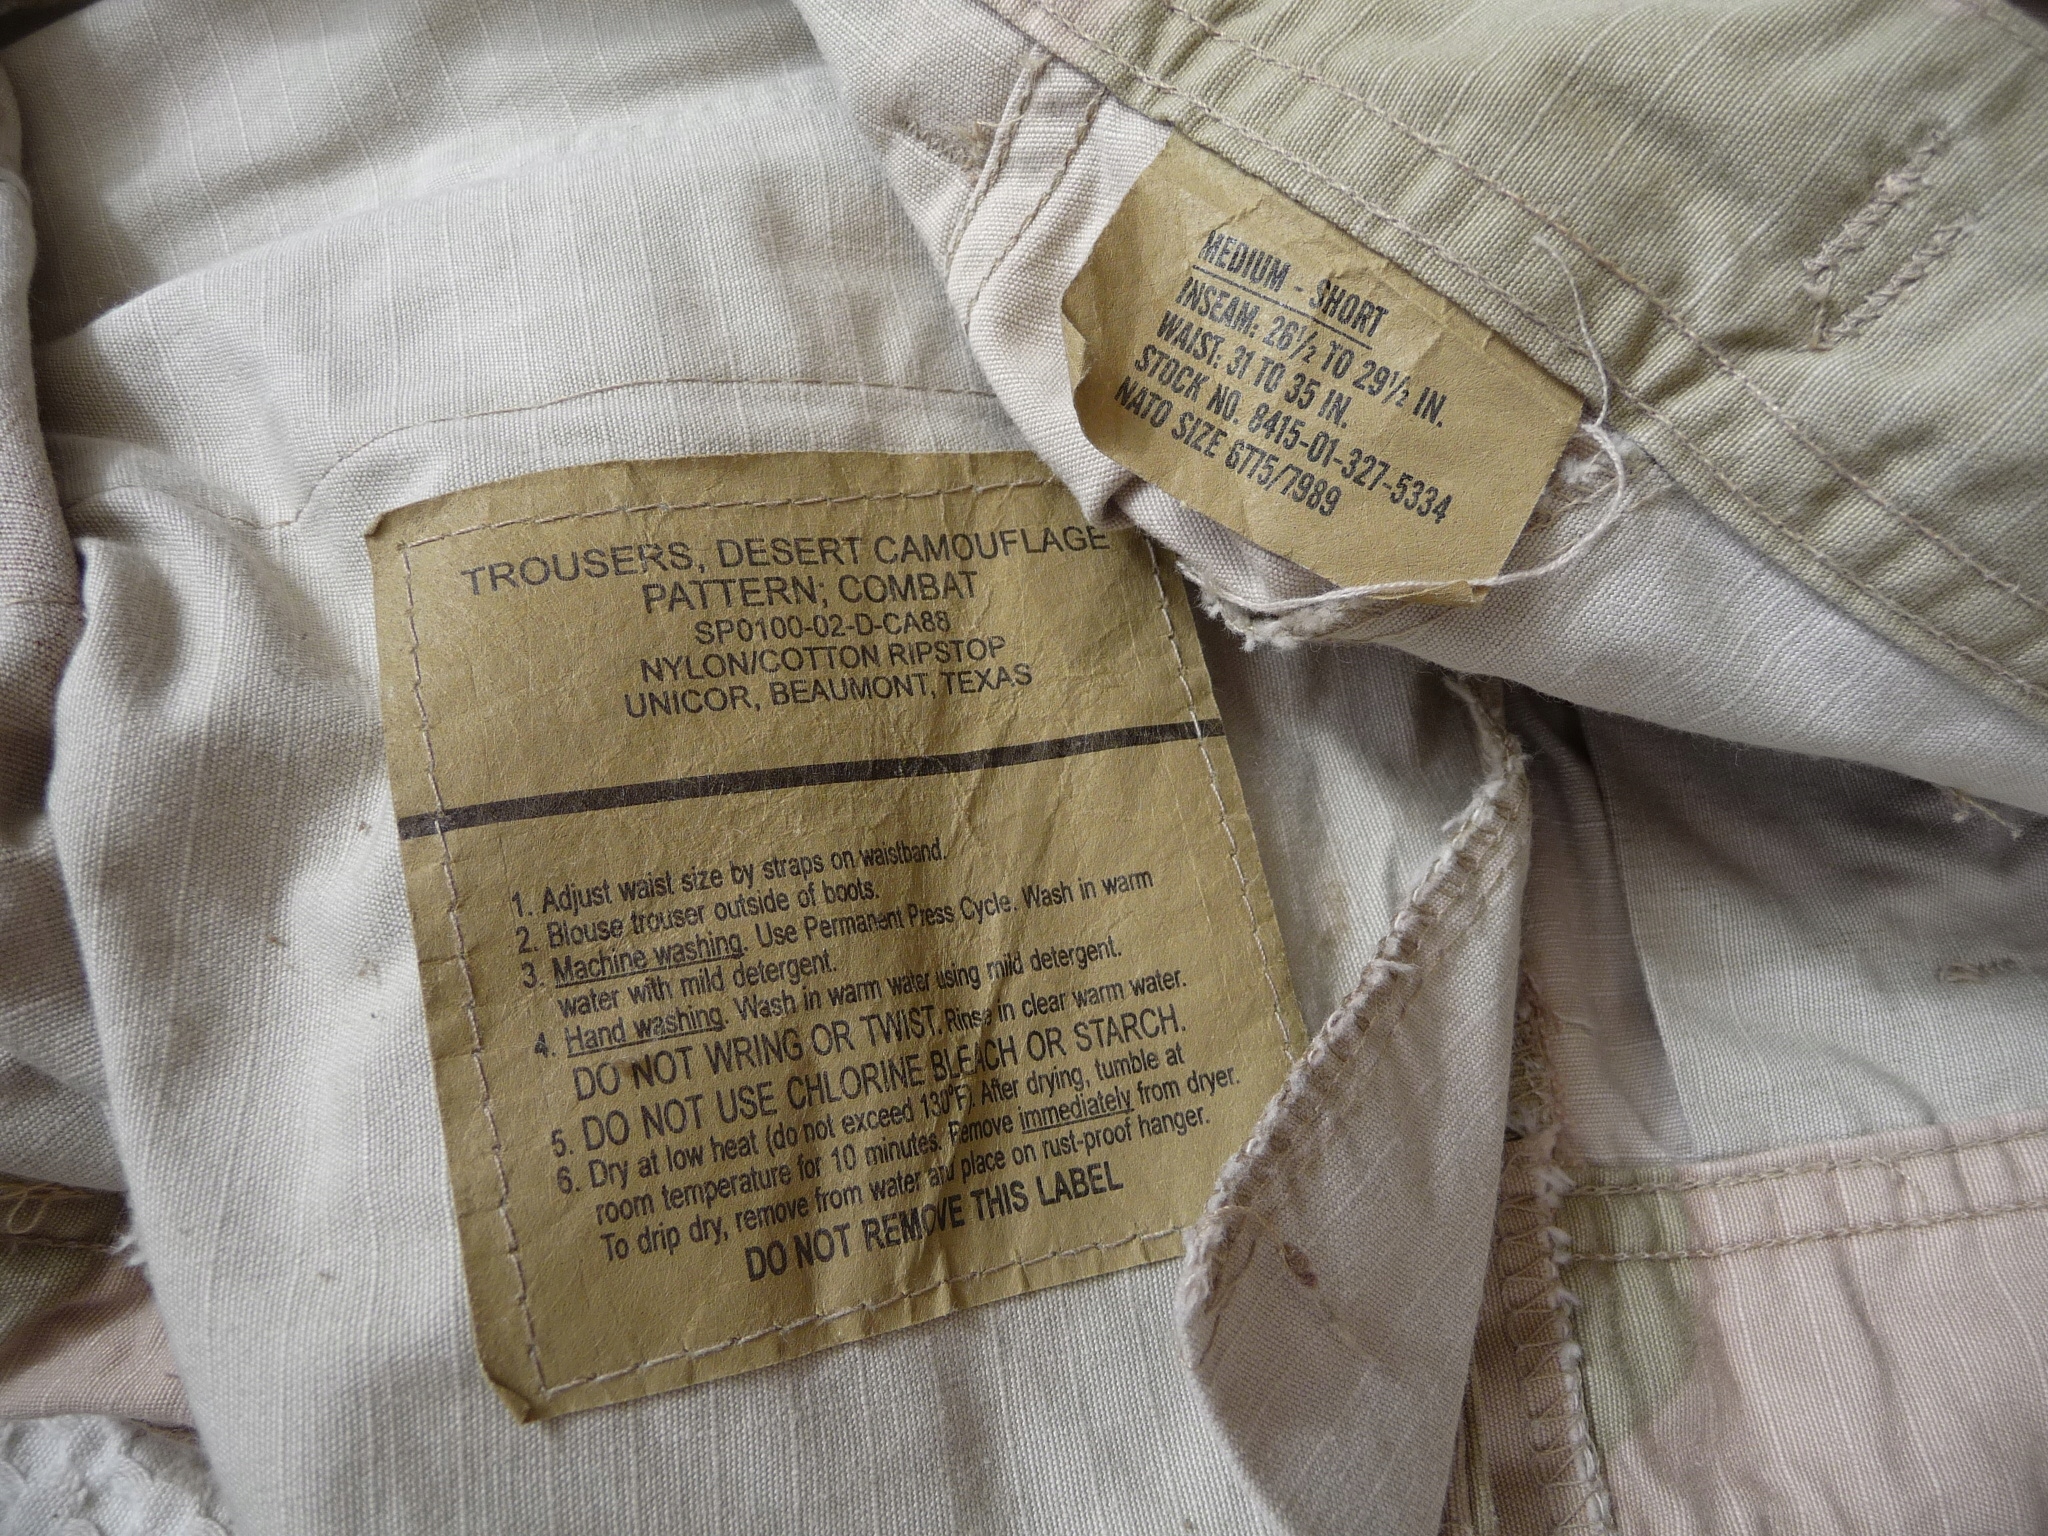 MEDIUM - SHORT
INSEAM: 26½ TO 29½ IN.
WAIST: 31 TO 35 IN.
STOCK NO. 8415-01-327-5334
NATO SIZE 6775/7989
TROUSERS, DESERT CAMOUFLAGE
PATTERN; COMBAT
SP0100-02-D-CA88
NYLON/COTTON RIPSTOP
UNICOR, BEAUMONT, TEXAS
1. Adjust waist size by straps on waistband.
2. Blouse trouser outside of boots.
3. Machine washing. Use Permanent Press Cycle. Wash in warm
water with mild detergent.
4. Hand washing. Wash in warm water using mild detergent.
DO NOT WRING OR TWIST. Rinse in clear warm water.
5. DO NOT USE CHLORINE BLEACH OR STARCH.
6. Dry at low heat (do not exceed 130°F). After drying, tumble at
room temperature for 10 minutes. Remove immediately from dryer.
To drip dry, remove from water and place on rust-proof hanger.
DO NOT REMOVE THIS LABEL